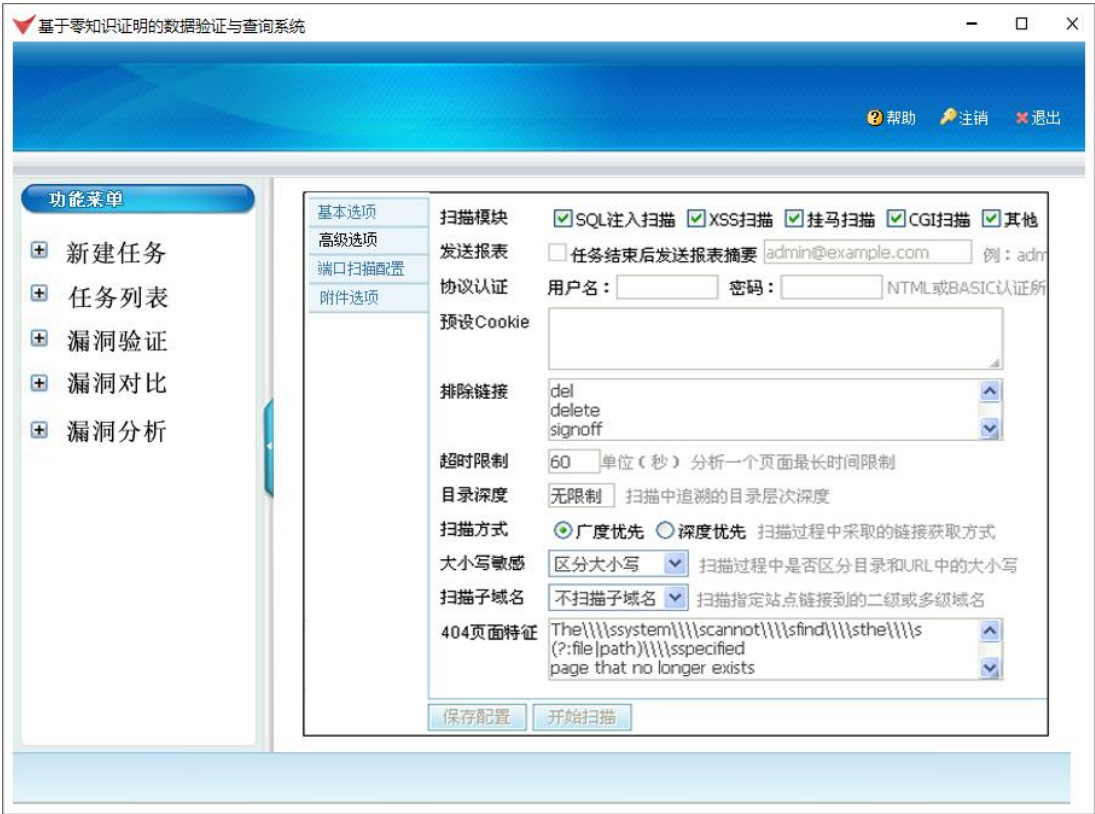 基于零知识证明的数据验证与查询系统
帮助 注销 退出
功能菜单
新建任务
任务列表
漏洞验证
漏洞对比
漏洞分析
基本选项
高级选项
端口扫描配置
附件选项
扫描模块 SQL注入扫描 XSS扫描 挂马扫描 CGI扫描 其他
发送报表 任务结束后发送报表摘要 admin@example.com 例：adm
协议认证 用户名： 密码： NTML或BASIC认证所
预设Cookie
排除链接 del
delete
signoff
超时限制 60 单位（秒）分析一个页面最长时间限制
目录深度 无限制 扫描中追溯的目录层次深度
扫描方式 广度优先 深度优先 扫描过程中采取的链接获取方式
大小写敏感 区分大小写 扫描过程中是否区分目录和URL中的大小写
扫描子域名 不扫描子域名 扫描指定站点链接到的二级或多级域名
404页面特征 The\\\\ssystem\\\\scannot\\\\sfind\\\\sthe\\\\s
(?:file|path)\\\\sspecified
page that no longer exists
保存配置 开始扫描